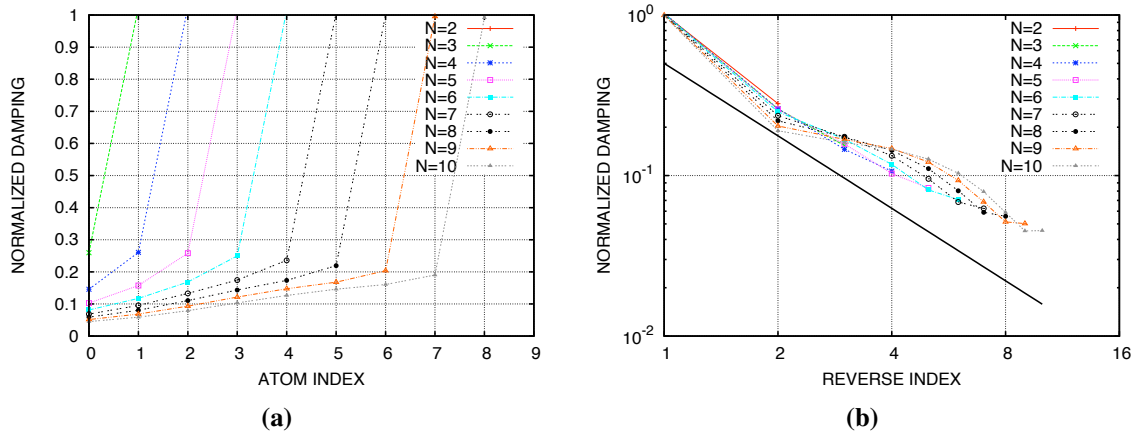 1
0.9
0.8
0.7
0.6
0.5
0.4
0.3
0.2
0.1
0
NORMALIZED DAMPING
0 1 2 3 4 5 6 7 8 9
ATOM INDEX
N=2
N=3
N=4
N=5
N=6
N=7
N=8
N=9
N=10
(a)
10^0
10^-1
10^-2
NORMALIZED DAMPING
1 2 4 8 16
REVERSE INDEX
N=2
N=3
N=4
N=5
N=6
N=7
N=8
N=9
N=10
(b)